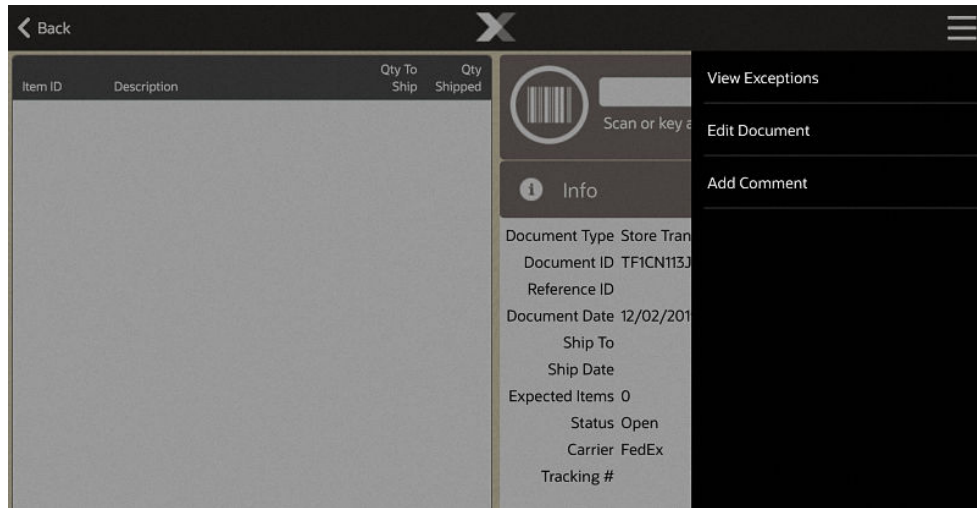 Back
Item ID Description Qty To Ship Qty Shipped
Scan or key a
Info
Document Type Store Tran
Document ID TF1CN113J
Reference ID
Document Date 12/02/201
Ship To
Ship Date
Expected Items 0
Status Open
Carrier FedEx
Tracking #
View Exceptions
Edit Document
Add Comment